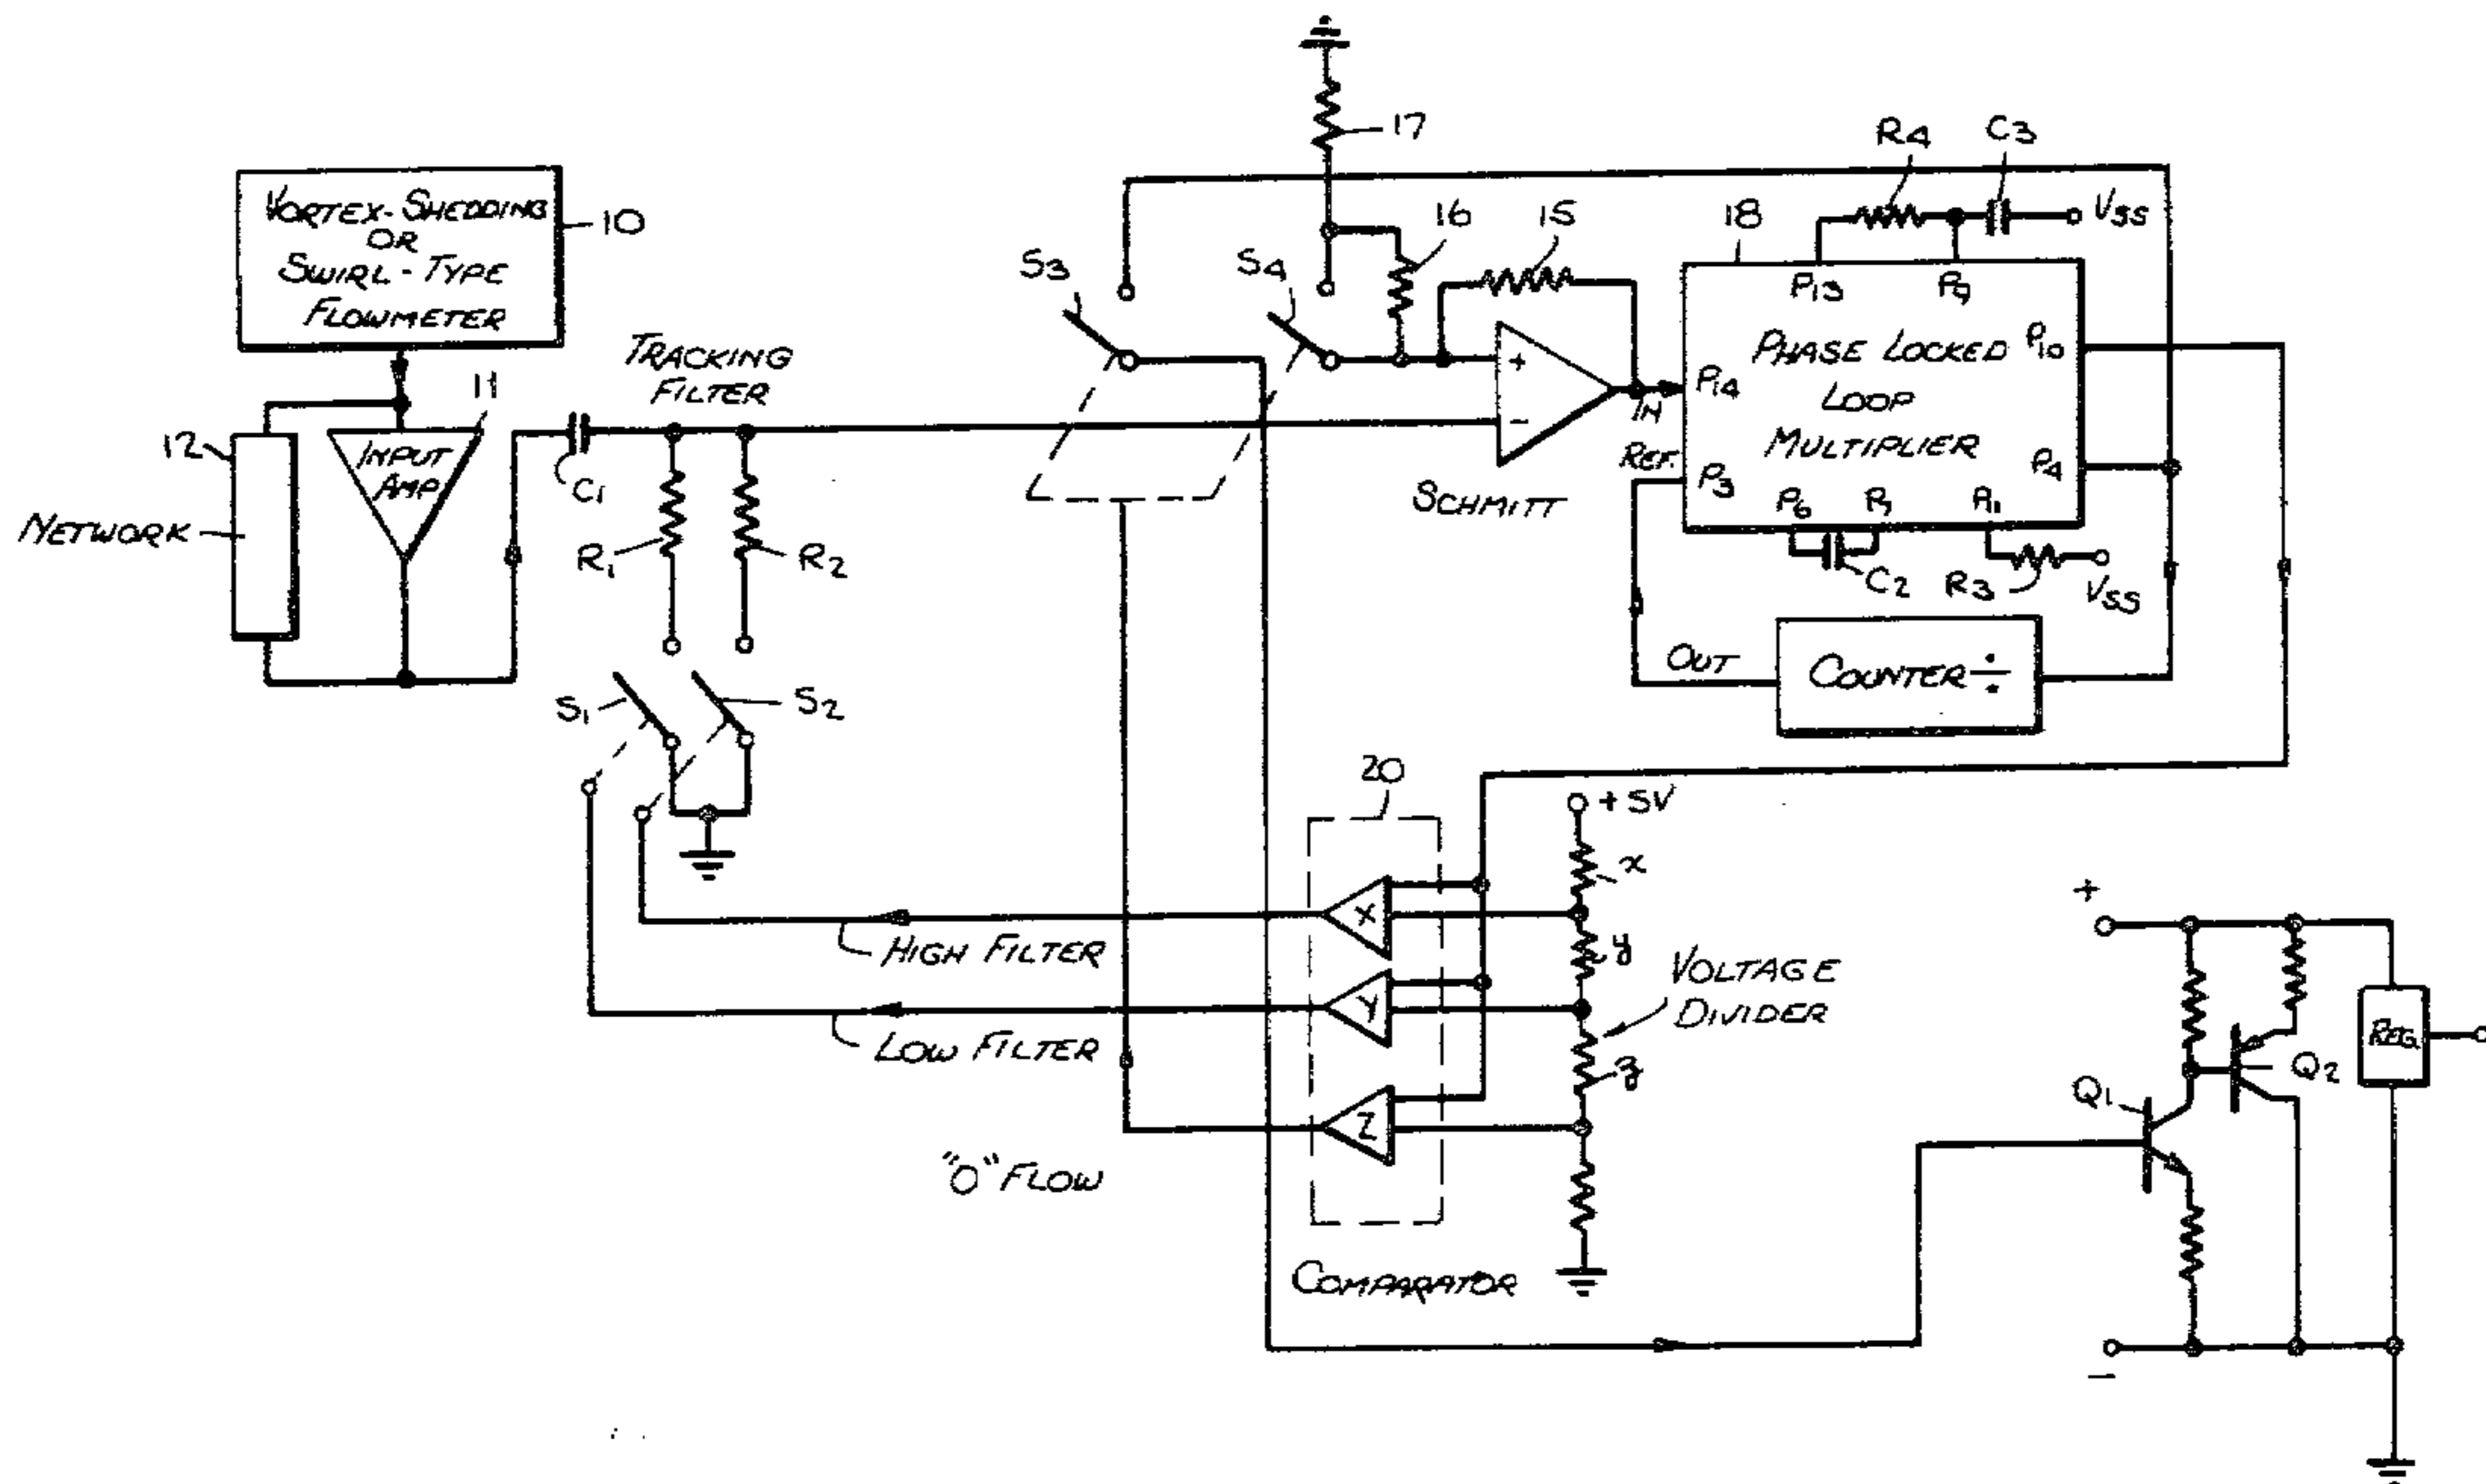 VORTEX-SHEDDING
OR
SWIRL-TYPE
FLOWMETER
10
11
12
INPUT
AMP
NETWORK
C1
TRACKING
FILTER
R1
R2
S1
S2
S3
S4
17
16
15
+
-
SCHMITT
IN
REF.
18
R4
C3
VSS
P13
P9
P10
P14
PHASE LOCKED
LOOP
MULTIPLIER
P3
P4
P6
P7
P11
C2
R3
VSS
OUT
COUNTER ÷
20
+5V
x
y
z
X
Y
Z
VOLTAGE
DIVIDER
HIGH FILTER
LOW FILTER
"O" FLOW
COMPARATOR
+
-
Q1
Q2
REG.